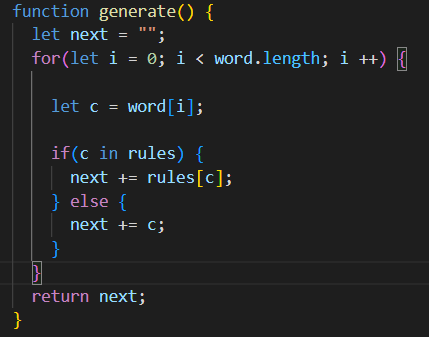 function generate() {
let next = "";
for(let i = 0; i < word.length; i ++) {
let c = word[i];
if(c in rules) {
next += rules[c];
} else {
next += c;
}
}
return next;
}